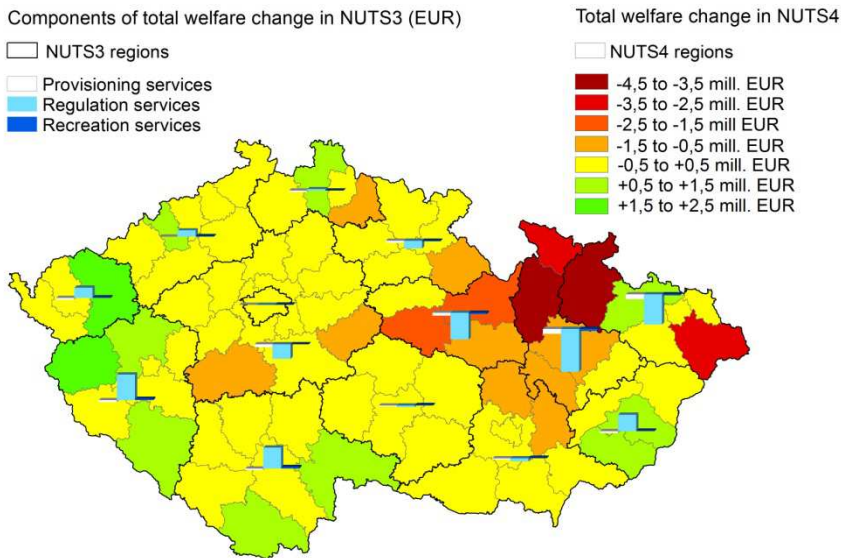 Components of total welfare change in NUTS3 (EUR)
NUTS3 regions
Provisioning services
Regulation services
Recreation services
Total welfare change in NUTS4
NUTS4 regions
-4,5 to -3,5 mill. EUR
-3,5 to -2,5 mill. EUR
-2,5 to -1,5 mill EUR
-1,5 to -0,5 mill. EUR
-0,5 to +0,5 mill. EUR
+0,5 to +1,5 mill. EUR
+1,5 to +2,5 mill. EUR